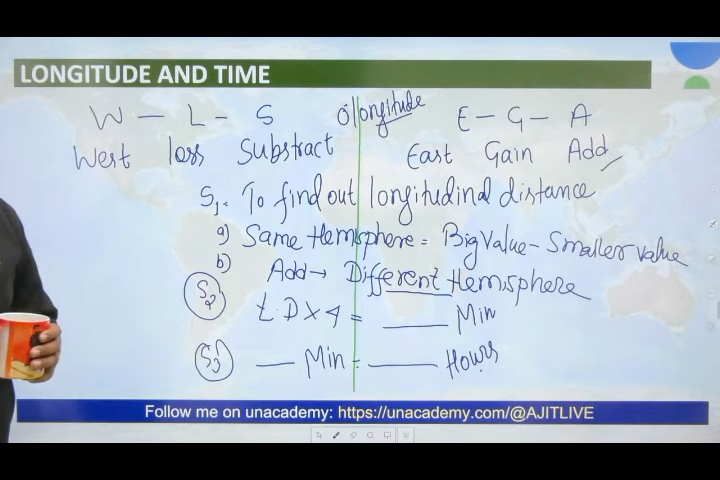 LONGITUDE AND TIME
W - L - S 0° longitude E - G - A
West loss Substract East Gain Add
S1. To find out longitudinal distance
a) Same Hemisphere = Big Value - Smaller value
b) Add → Different Hemisphere
S2 L.D X 4 = ____ Min
S3 __ Min = ____ Hours
Follow me on unacademy: https://unacademy.com/@AJITLIVE